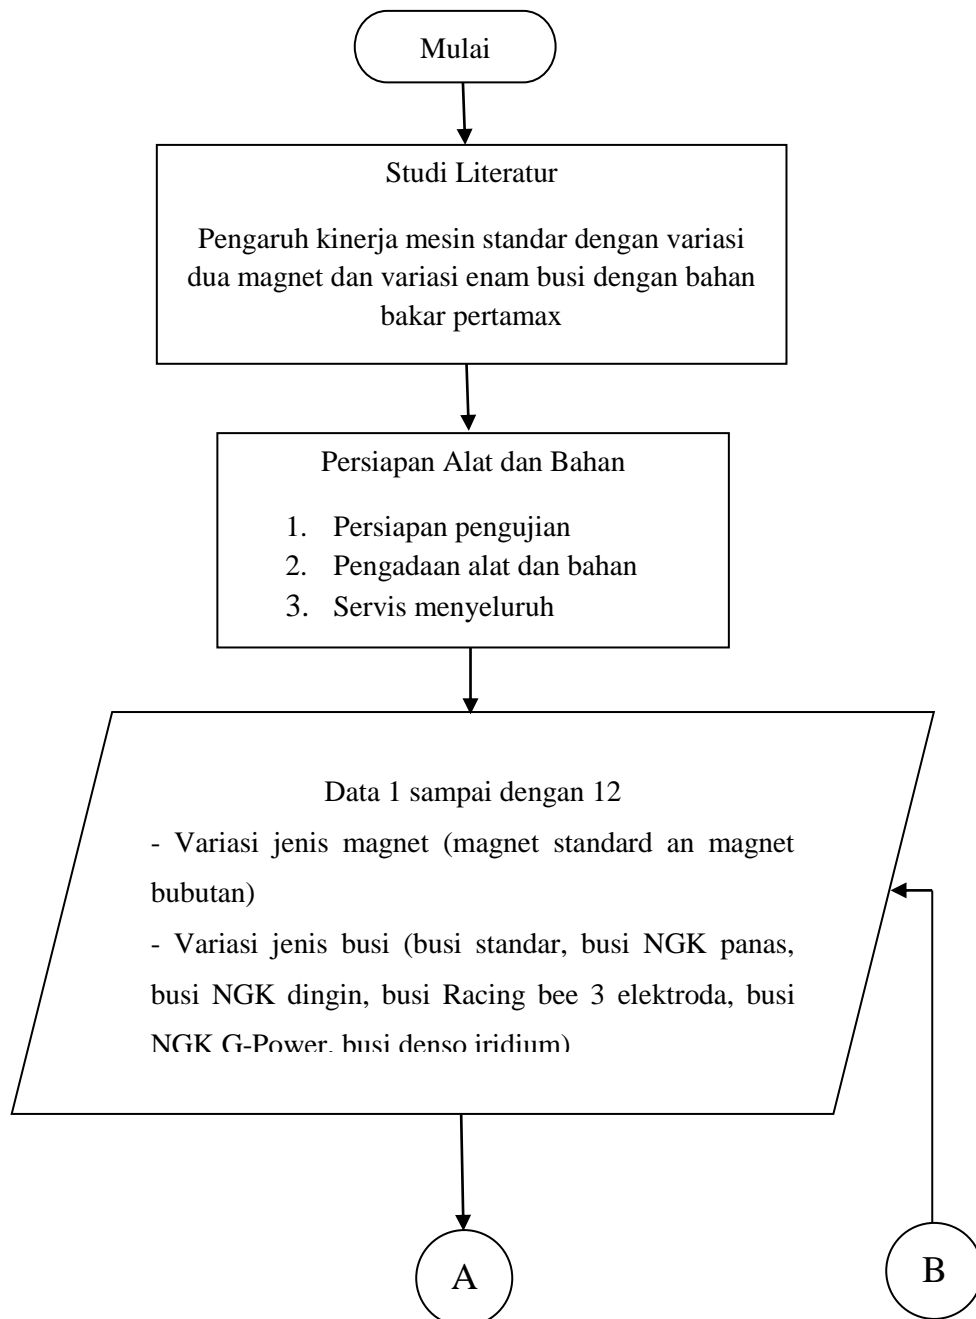 Mulai
Studi Literatur
Pengaruh kinerja mesin standar dengan variasi
dua magnet dan variasi enam busi dengan bahan
bakar pertamax
Persiapan Alat dan Bahan
1. Persiapan pengujian
2. Pengadaan alat dan bahan
3. Servis menyeluruh
Data 1 sampai dengan 12
- Variasi jenis magnet (magnet standard an magnet
bubutan)
- Variasi jenis busi (busi standar, busi NGK panas,
busi NGK dingin, busi Racing bee 3 elektroda, busi
NGK G-Power, busi denso iridium)
A
B